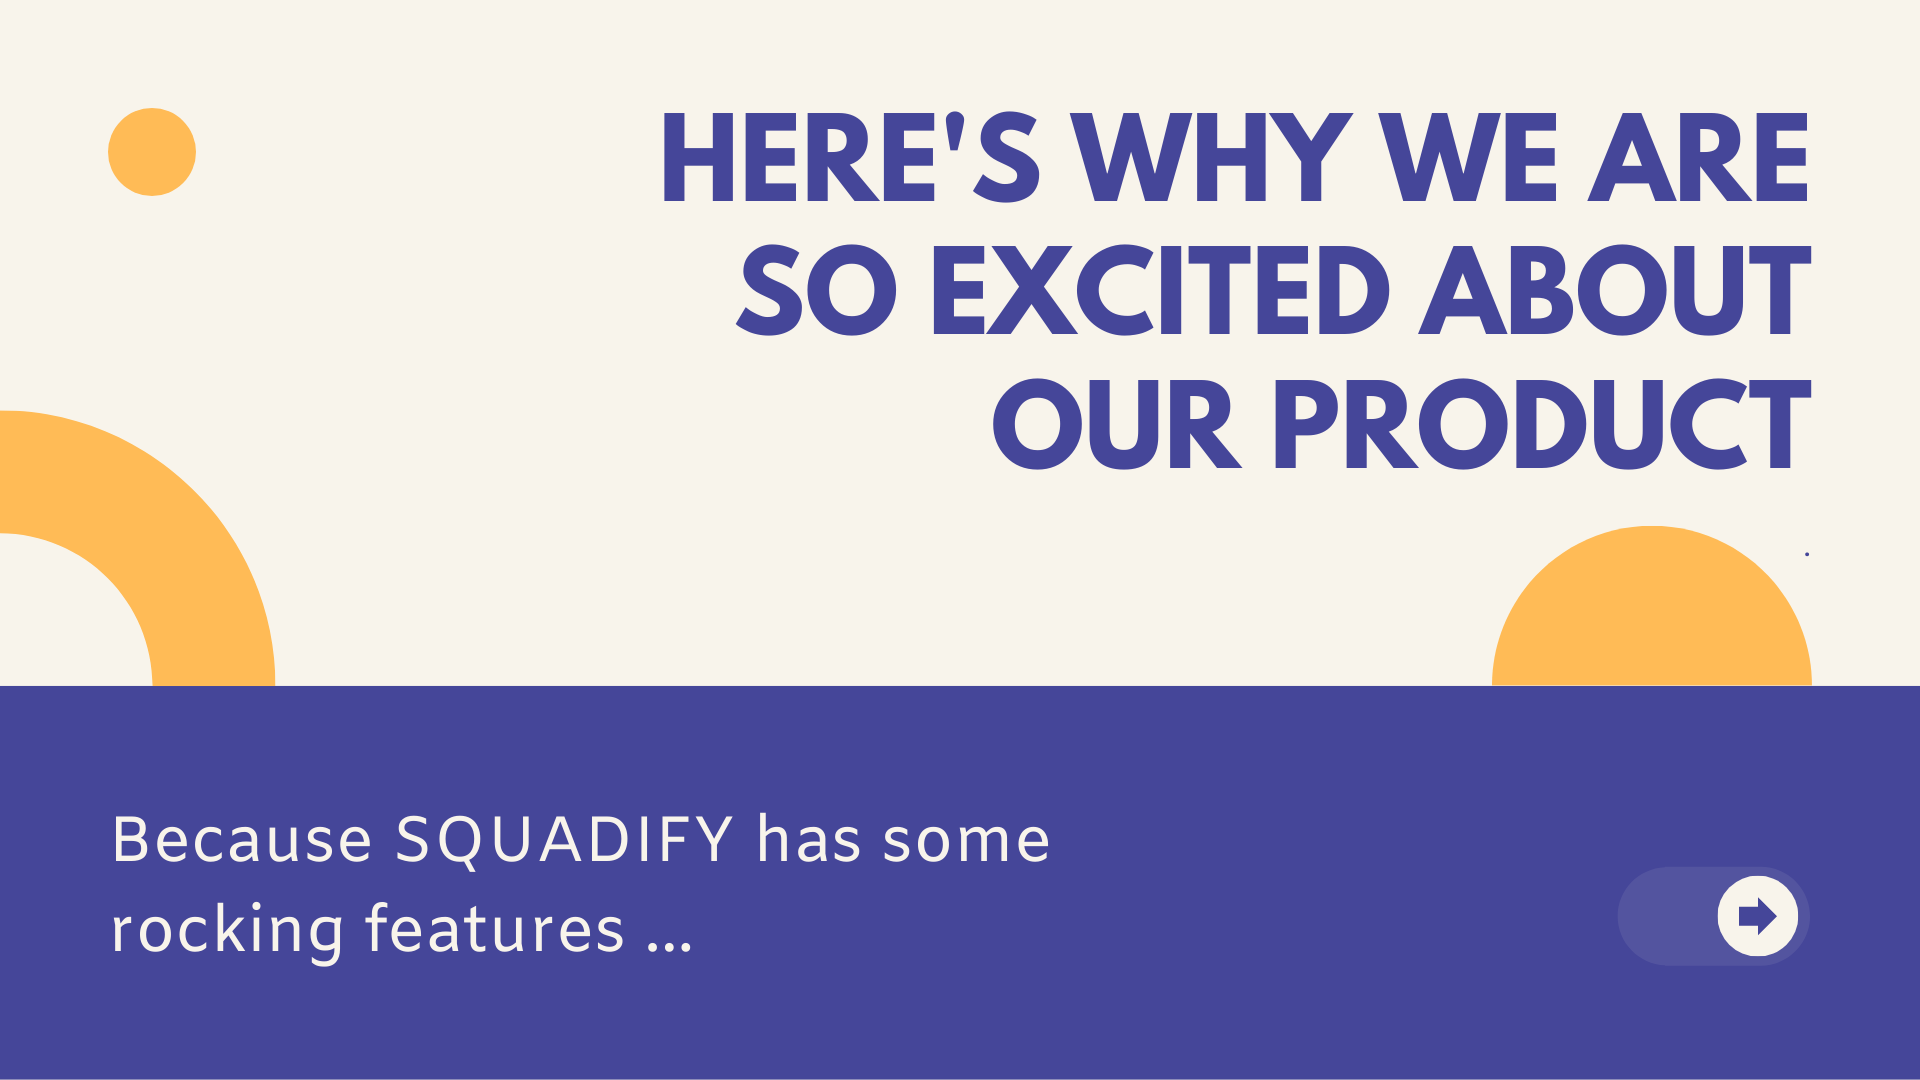 HERE'S WHY WE ARE
SO EXCITED ABOUT
OUR PRODUCT
.
Because SQUADIFY has some
rocking features ...